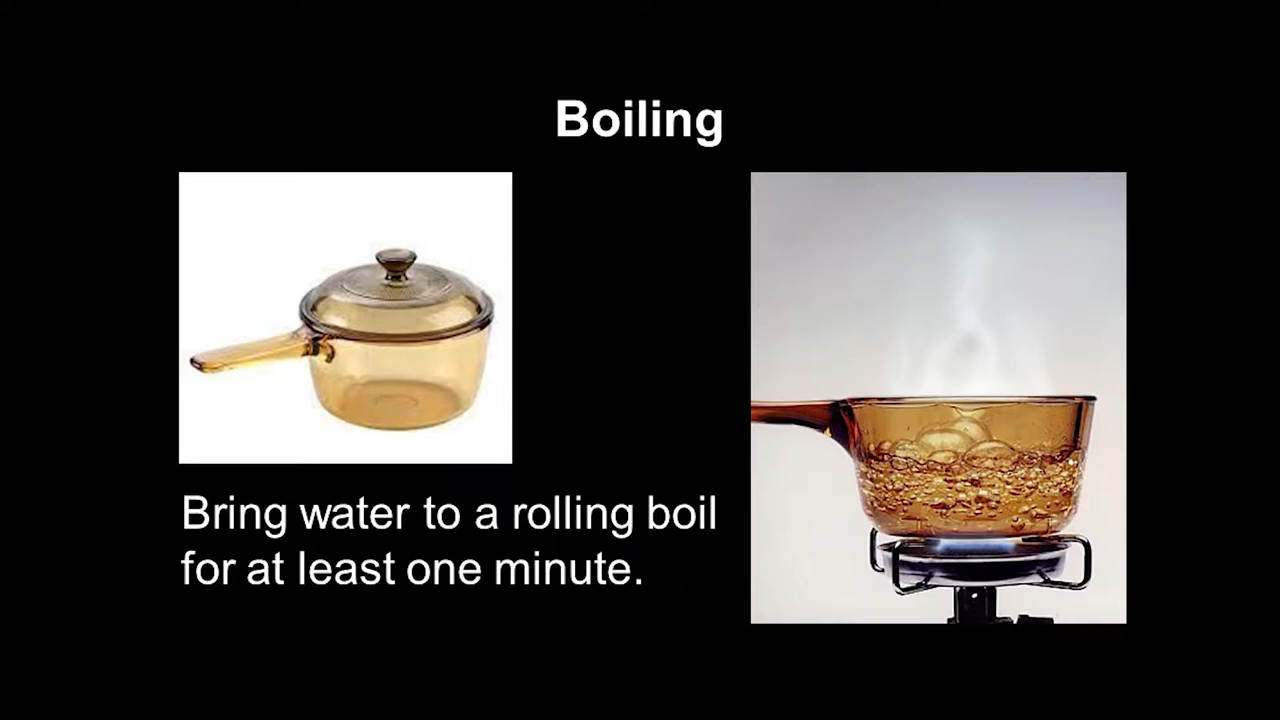 Boiling
Bring water to a rolling boil
for at least one minute.